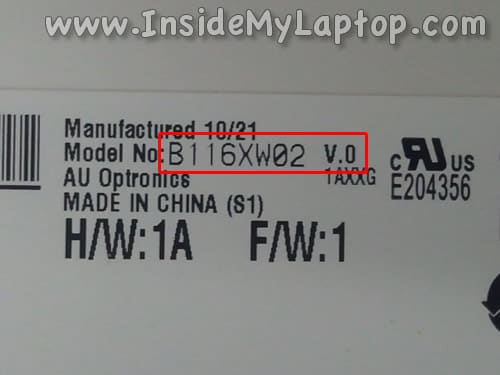 www.InsideMyLaptop.com
Manufactured 10/21
Model No: B116XW02 V.0
AU Optronics 1AXXG
MADE IN CHINA (S1)
H/W:1A F/W:1
c RU US
E204356